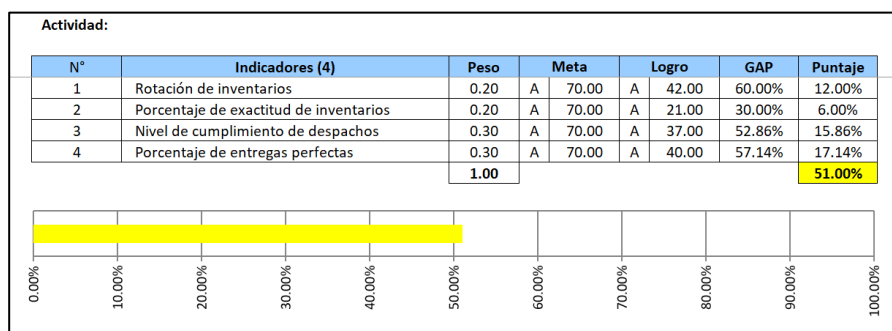 Actividad:
N° Indicadores (4) Peso Meta Logro GAP Puntaje
1 Rotación de inventarios 0.20 A 70.00 A 42.00 60.00% 12.00%
2 Porcentaje de exactitud de inventarios 0.20 A 70.00 A 21.00 30.00% 6.00%
3 Nivel de cumplimiento de despachos 0.30 A 70.00 A 37.00 52.86% 15.86%
4 Porcentaje de entregas perfectas 0.30 A 70.00 A 40.00 57.14% 17.14%
1.00 51.00%
0.00% 10.00% 20.00% 30.00% 40.00% 50.00% 60.00% 70.00% 80.00% 90.00% 100.00%